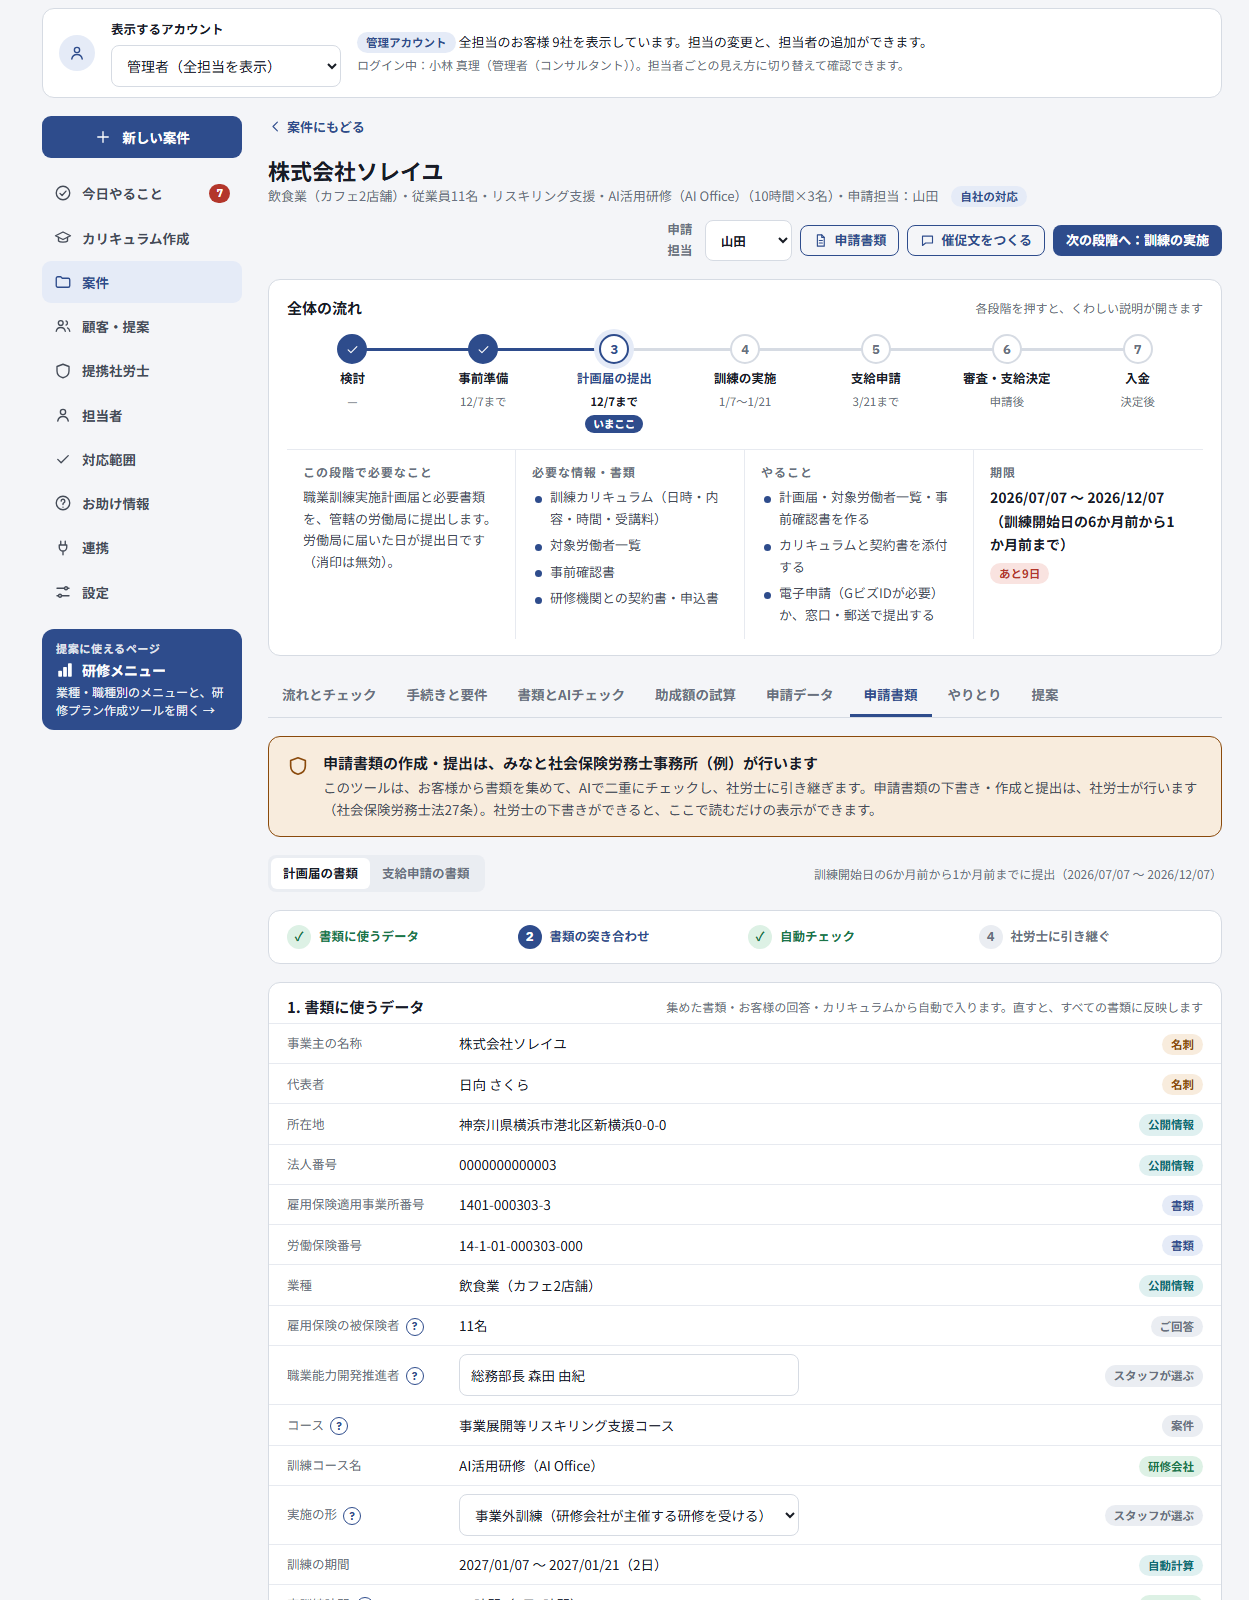 表示するアカウント
管理者（全担当を表示）
管理アカウント 全担当のお客様 9社を表示しています。担当の変更と、担当者の追加ができます。
ログイン中：小林 真理（管理者（コンサルタント））。担当者ごとの見え方に切り替えて確認できます。
新しい案件
今日やること 7
カリキュラム作成
案件
顧客・提案
提携社労士
担当者
対応範囲
お助け情報
連携
設定
提案に使えるページ
研修メニュー
業種・職種別のメニューと、研
修プラン作成ツールを開く →
案件にもどる
株式会社ソレイユ
飲食業（カフェ2店舗）・従業員11名・リスキリング支援・AI活用研修（AI Office）（10時間×3名）・申請担当：山田 自社の対応
申請
担当
山田
申請書類
催促文をつくる
次の段階へ：訓練の実施
全体の流れ
各段階を押すと、くわしい説明が開きます
3 4 5 6 7
検討 事前準備 計画届の提出 訓練の実施 支給申請 審査・支給決定 入金
— 12/7まで 12/7まで 1/7〜1/21 3/21まで 申請後 決定後
いまここ
この段階で必要なこと
職業訓練実施計画届と必要書類
を、管轄の労働局に提出します。
労働局に届いた日が提出日です
（消印は無効）。
必要な情報・書類
訓練カリキュラム（日時・内
容・時間・受講料）
対象労働者一覧
事前確認書
研修機関との契約書・申込書
やること
計画届・対象労働者一覧・事
前確認書を作る
カリキュラムと契約書を添付
する
電子申請（GビズIDが必要）
か、窓口・郵送で提出する
期限
2026/07/07 〜 2026/12/07
（訓練開始日の6か月前から1
か月前まで）
あと9日
流れとチェック 手続きと要件 書類とAIチェック 助成額の試算 申請データ 申請書類 やりとり 提案
申請書類の作成・提出は、みなと社会保険労務士事務所（例）が行います
このツールは、お客様から書類を集めて、AIで二重にチェックし、社労士に引き継ぎます。申請書類の下書き・作成と提出は、社労士が行います
（社会保険労務士法27条）。社労士の下書きができると、ここで読むだけの表示ができます。
計画届の書類 支給申請の書類
訓練開始日の6か月前から1か月前までに提出（2026/07/07 〜 2026/12/07）
✓ 書類に使うデータ
2 書類の突き合わせ
✓ 自動チェック
4 社労士に引き継ぐ
1. 書類に使うデータ
集めた書類・お客様の回答・カリキュラムから自動で入ります。直すと、すべての書類に反映します
事業主の名称 株式会社ソレイユ 名刺
代表者 日向 さくら 名刺
所在地 神奈川県横浜市港北区新横浜0-0-0 公開情報
法人番号 0000000000003 公開情報
雇用保険適用事業所番号 1401-000303-3 書類
労働保険番号 14-1-01-000303-000 書類
業種 飲食業（カフェ2店舗） 公開情報
雇用保険の被保険者 ? 11名 ご回答
職業能力開発推進者 ? 総務部長 森田 由紀 スタッフが選ぶ
コース ? 事業展開等リスキリング支援コース 案件
訓練コース名 AI活用研修（AI Office） 研修会社
実施の形 ? 事業外訓練（研修会社が主催する研修を受ける） スタッフが選ぶ
訓練の期間 2027/01/07 〜 2027/01/21（2日） 自動計算